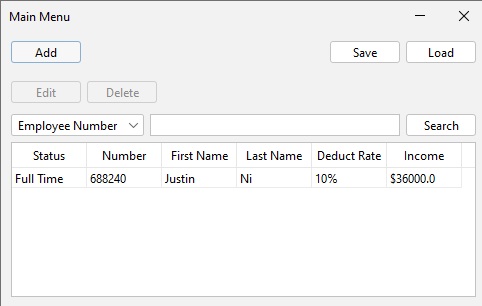 Main Menu
Add Save Load
Edit Delete
Employee Number Search
Status Number First Name Last Name Deduct Rate Income
Full Time 688240 Justin Ni 10% $36000.0